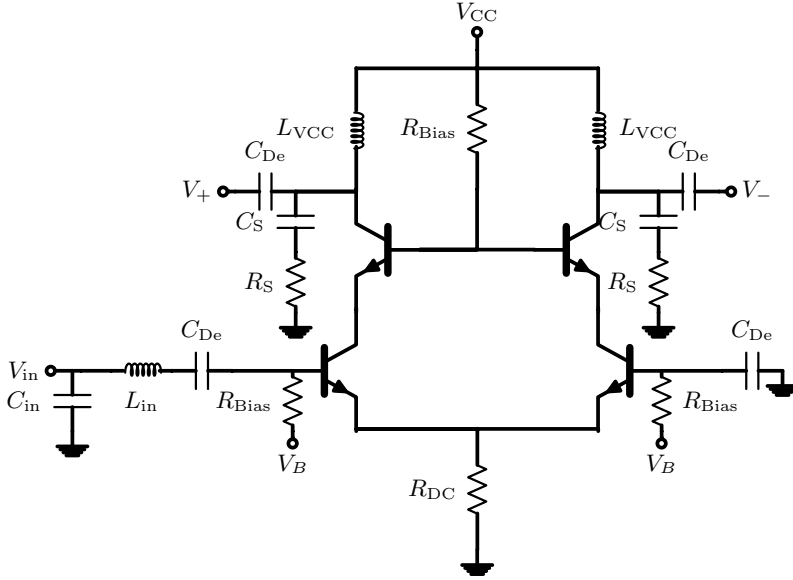 V_CC
L_VCC
R_Bias
L_VCC
C_De
C_De
V_+
V_−
C_S
C_S
R_S
R_S
C_De
C_De
V_in
C_in
L_in
R_Bias
R_Bias
V_B
V_B
R_DC